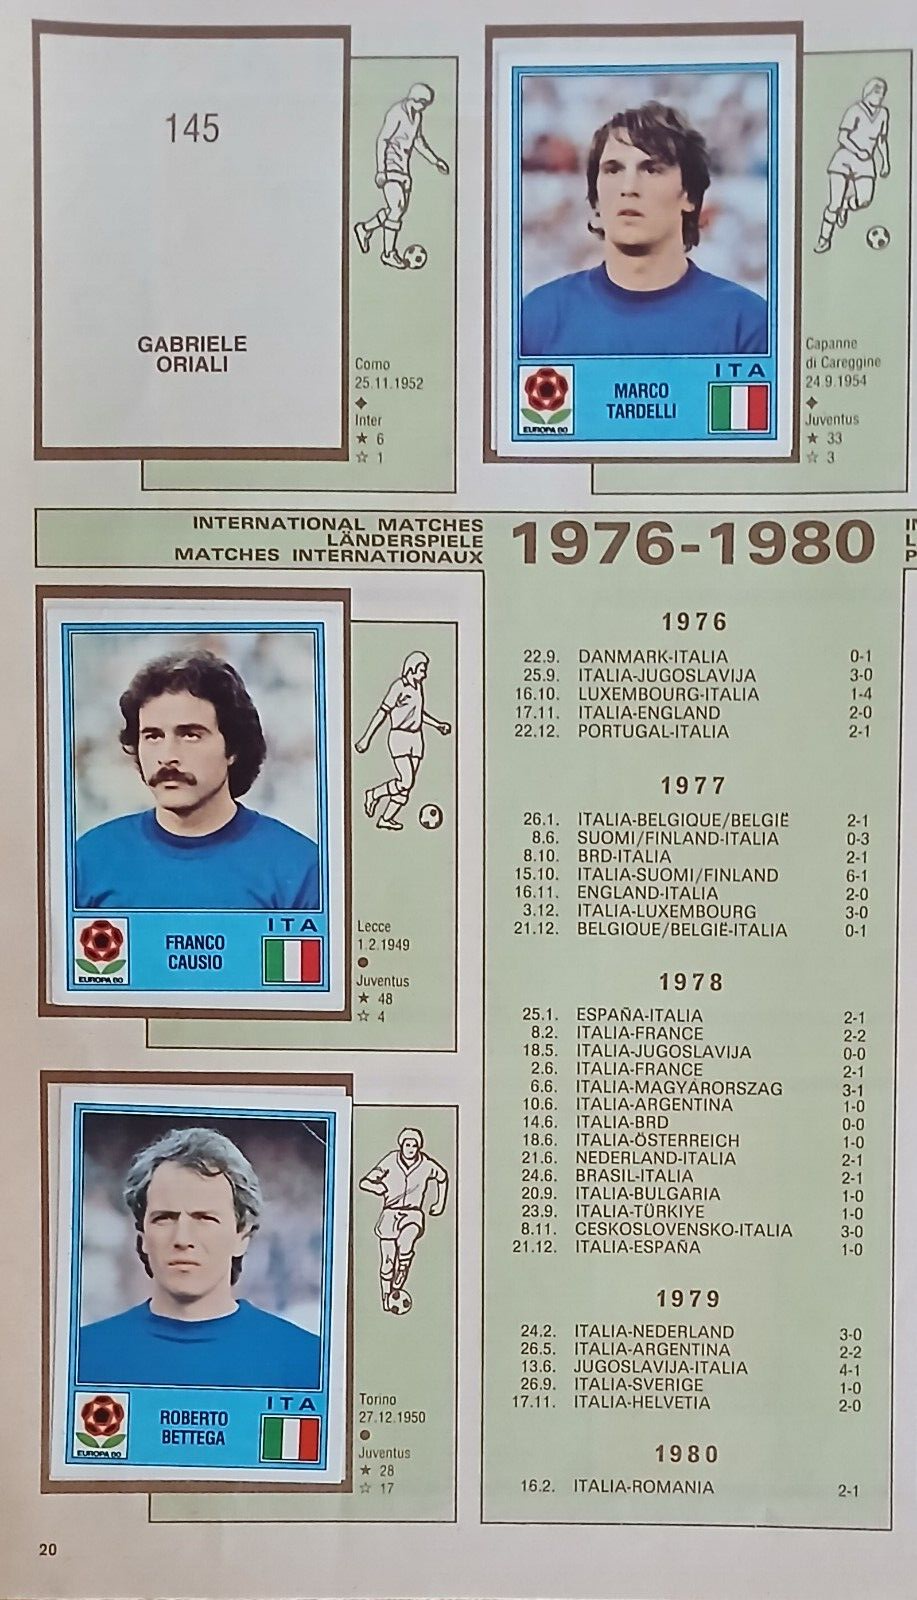 145
GABRIELE
ORIALI
Como
25.11.1952
◆
Inter
★ 6
☆ 1
ITA
EUROPA 80
MARCO
TARDELLI
Capanne
di Careggine
24.9.1954
◆
Juventus
★ 33
☆ 3
INTERNATIONAL MATCHES
LÄNDERSPIELE
MATCHES INTERNATIONAUX
1976-1980
ITA
EUROPA 80
FRANCO
CAUSIO
Lecce
1.2.1949
●
Juventus
★ 48
☆ 4
ITA
EUROPA 80
ROBERTO
BETTEGA
Torino
27.12.1950
●
Juventus
★ 28
☆ 17
1976
22.9. DANMARK-ITALIA 0-1
25.9. ITALIA-JUGOSLAVIJA 3-0
16.10. LUXEMBOURG-ITALIA 1-4
17.11. ITALIA-ENGLAND 2-0
22.12. PORTUGAL-ITALIA 2-1
1977
26.1. ITALIA-BELGIQUE/BELGIË 2-1
8.6. SUOMI/FINLAND-ITALIA 0-3
8.10. BRD-ITALIA 2-1
15.10. ITALIA-SUOMI/FINLAND 6-1
16.11. ENGLAND-ITALIA 2-0
3.12. ITALIA-LUXEMBOURG 3-0
21.12. BELGIQUE/BELGIË-ITALIA 0-1
1978
25.1. ESPAÑA-ITALIA 2-1
8.2. ITALIA-FRANCE 2-2
18.5. ITALIA-JUGOSLAVIJA 0-0
2.6. ITALIA-FRANCE 2-1
6.6. ITALIA-MAGYARORSZAG 3-1
10.6. ITALIA-ARGENTINA 1-0
14.6. ITALIA-BRD 0-0
18.6. ITALIA-ÖSTERREICH 1-0
21.6. NEDERLAND-ITALIA 2-1
24.6. BRASIL-ITALIA 2-1
20.9. ITALIA-BULGARIA 1-0
23.9. ITALIA-TÜRKIYE 1-0
8.11. CESKOSLOVENSKO-ITALIA 3-0
21.12. ITALIA-ESPAÑA 1-0
1979
24.2. ITALIA-NEDERLAND 3-0
26.5. ITALIA-ARGENTINA 2-2
13.6. JUGOSLAVIJA-ITALIA 4-1
26.9. ITALIA-SVERIGE 1-0
17.11. ITALIA-HELVETIA 2-0
1980
16.2. ITALIA-ROMANIA 2-1
20